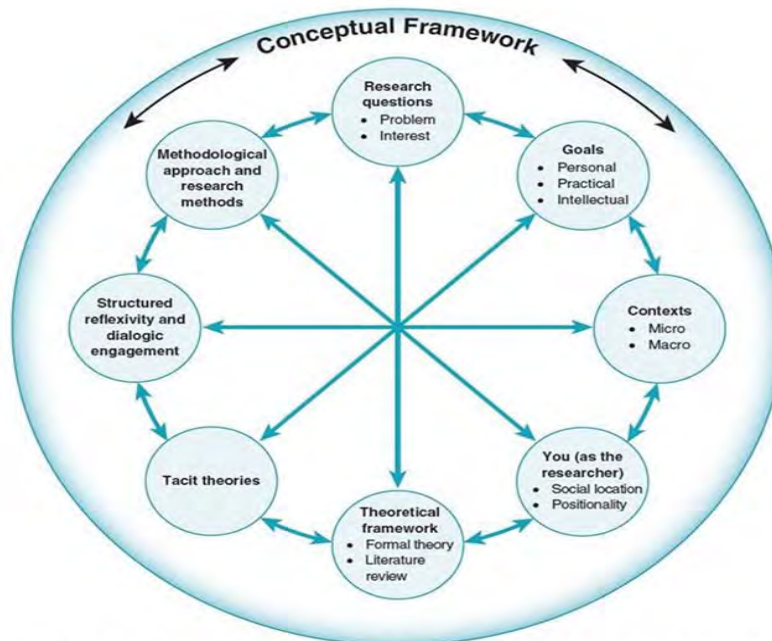 Conceptual Framework
Research
questions
• Problem
• Interest
Goals
• Personal
• Practical
• Intellectual
Contexts
• Micro
• Macro
You (as the
researcher)
• Social location
• Positionality
Theoretical
framework
• Formal theory
• Literature
review
Tacit theories
Structured
reflexivity and
dialogic
engagement
Methodological
approach and
research
methods